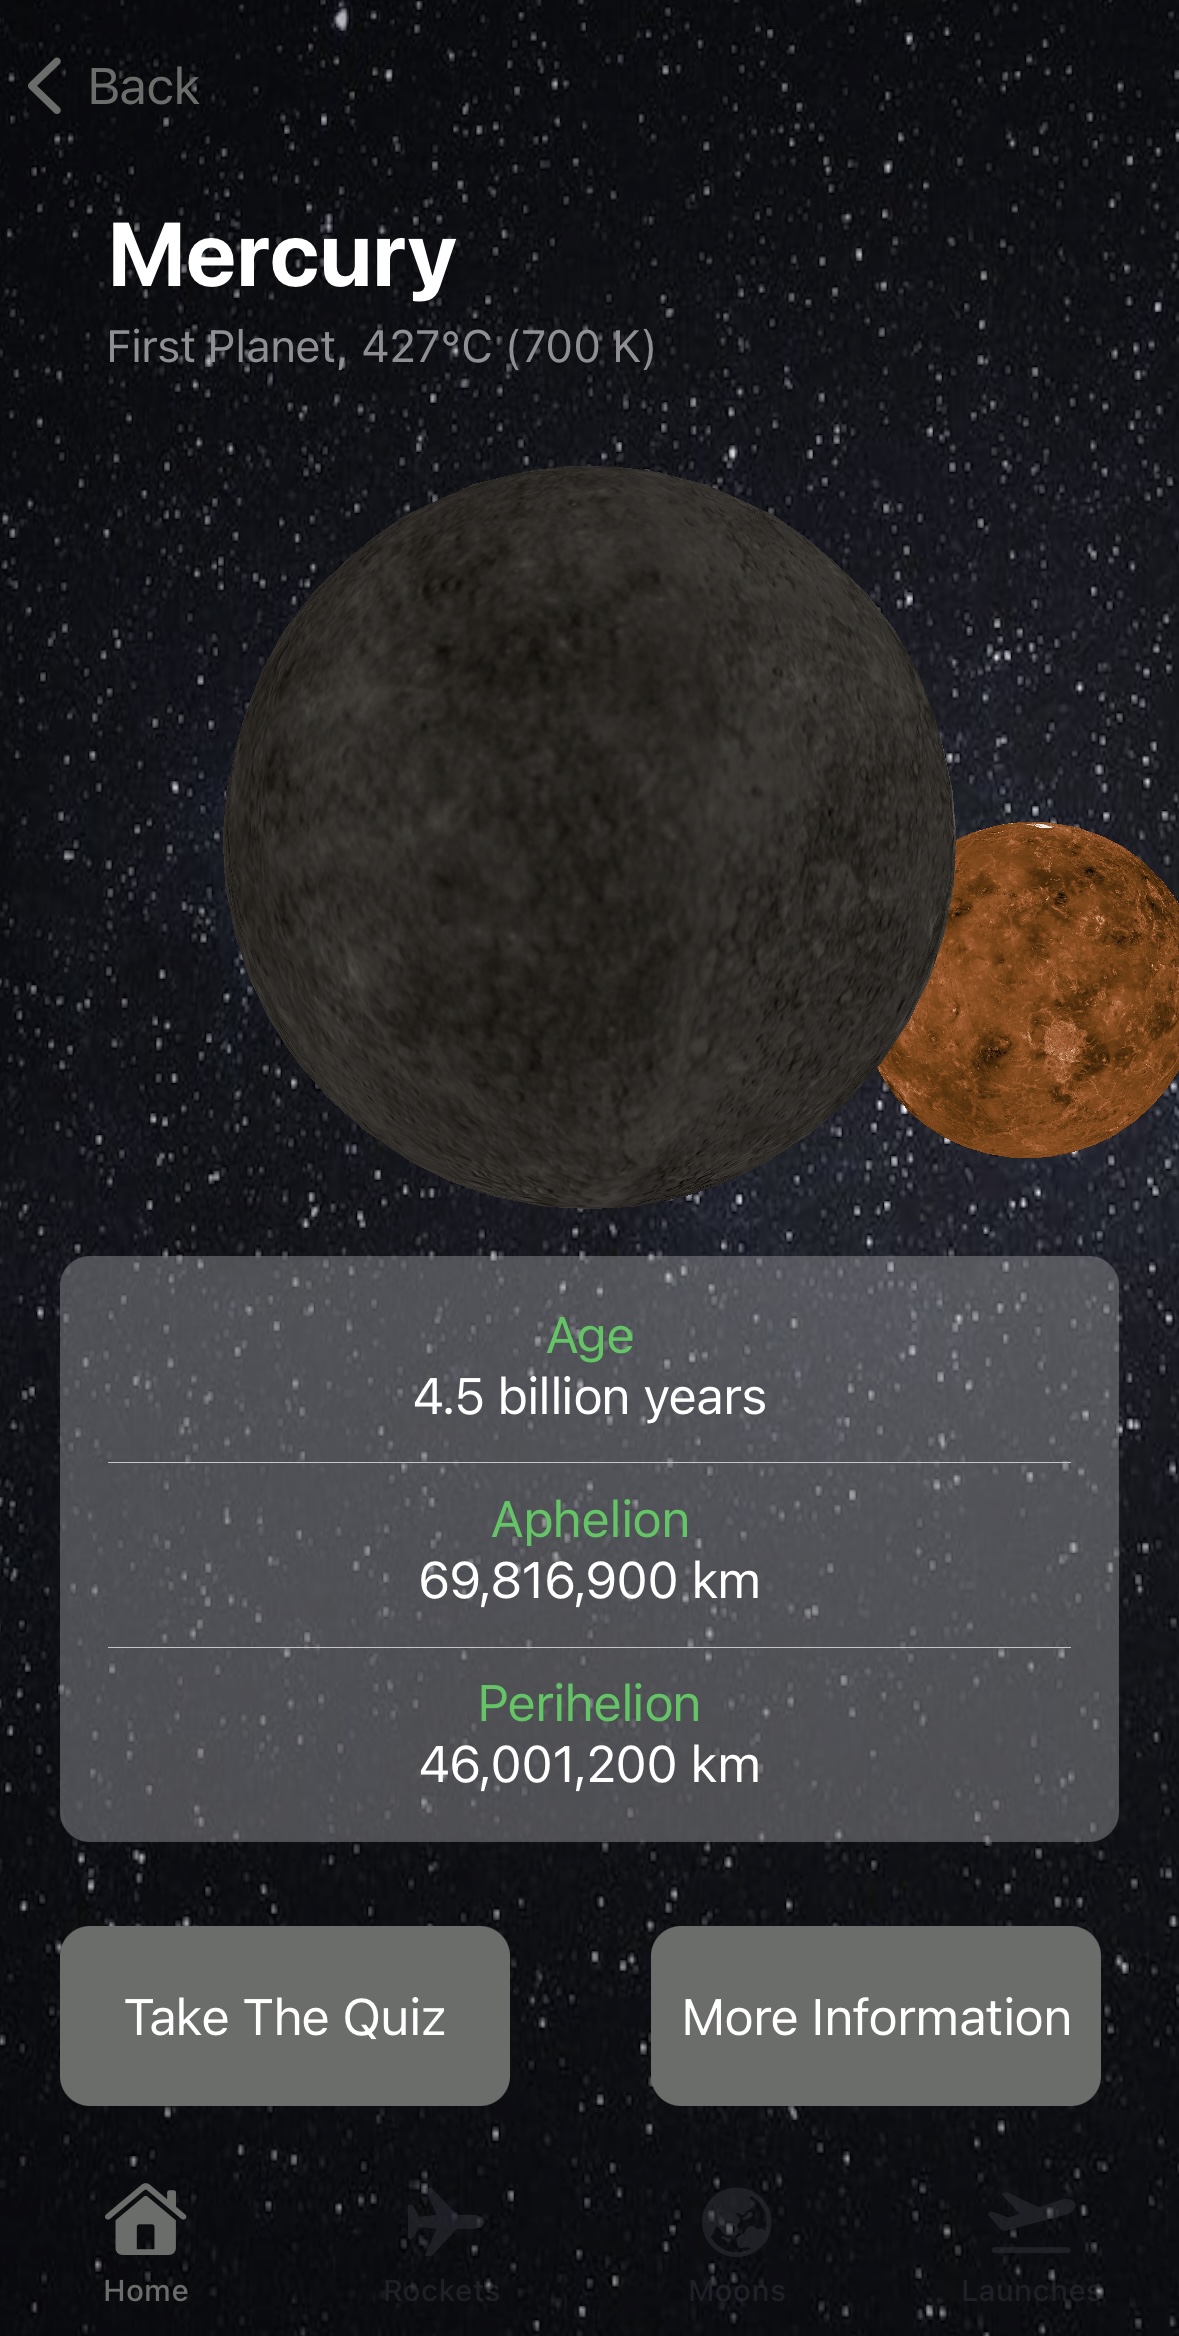 Back
Mercury
First Planet, 427°C (700 K)
Age
4.5 billion years
Aphelion
69,816,900 km
Perihelion
46,001,200 km
Take The Quiz
More Information
Home
Rockets
Moons
Launches